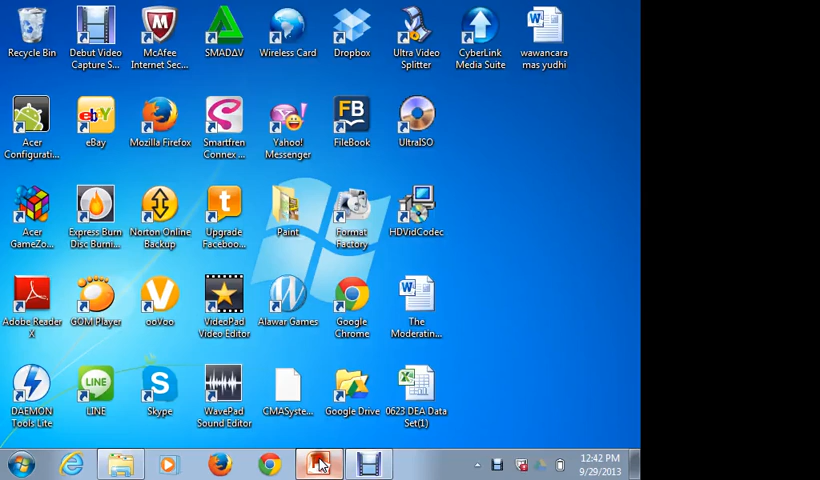 Recycle Bin
Debut Video
Capture S...
McAfee
Internet Sec...
SMADΔV
Wireless Card
Dropbox
Ultra Video
Splitter
CyberLink
Media Suite
wawancara
mas yudhi
Acer
Configurati...
eBay
Mozilla Firefox
Smartfren
Connex ...
Yahoo!
Messenger
FB
FileBook
UltraISO
Acer
GameZo...
Express Burn
Disc Burni...
Norton Online
Backup
Upgrade
Faceboo...
Paint
Format
Factory
HDVidCodec
Adobe Reader
X
GOM Player
ooVoo
VideoPad
Video Editor
Alawar Games
Google
Chrome
The
Moderatin...
DAEMON
Tools Lite
LINE
Skype
WavePad
Sound Editor
CMASyste...
Google Drive
0623 DEA Data
Set(1)
12:42 PM
9/29/2013